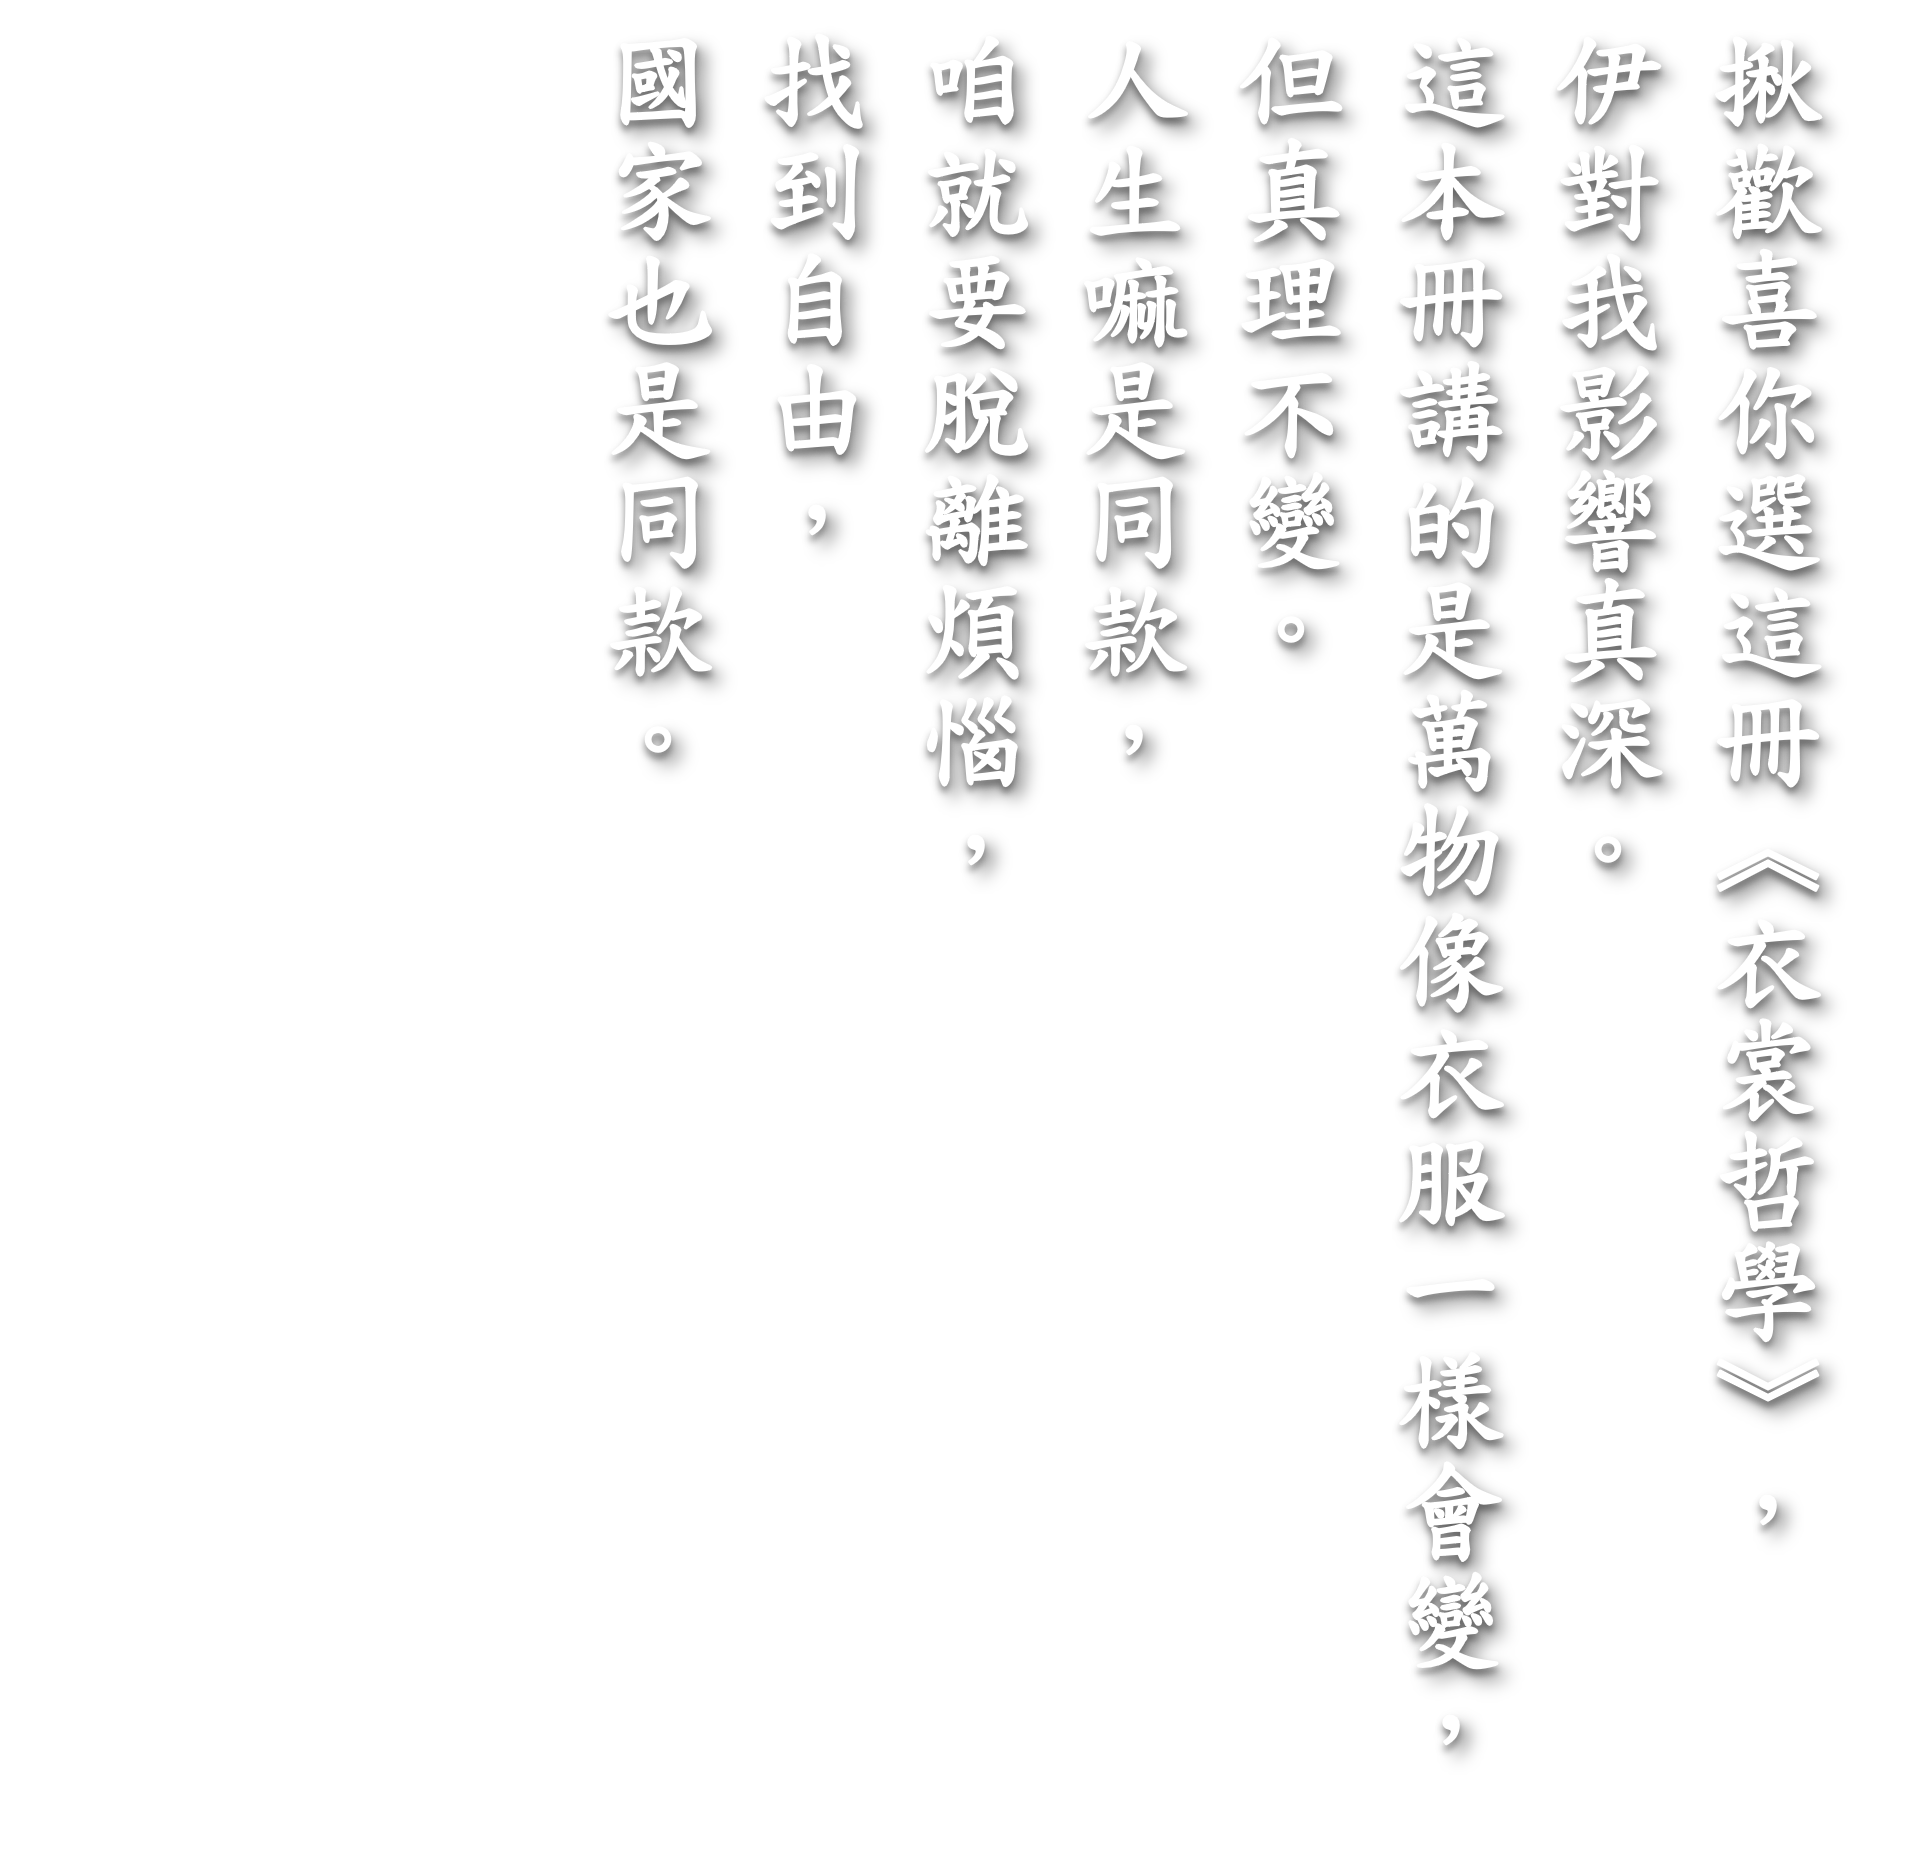 揪歡喜你選這冊《衣裳哲學》,
伊對我影響真深。
這本冊講的是萬物像衣服一樣會變,
但真理不變。
人生嘛是同款,
咱就要脫離煩惱,
找到自由,
國家也是同款。